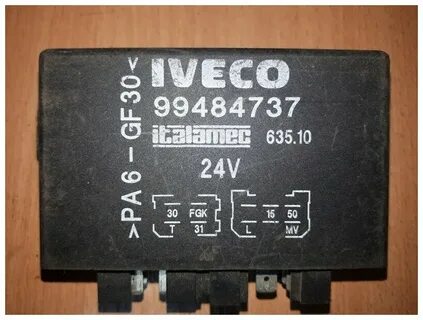 IVECO
99484737
italamec 635.10
24V
30 FGK 15 50
T 31 L MV
>PA6-GF30<